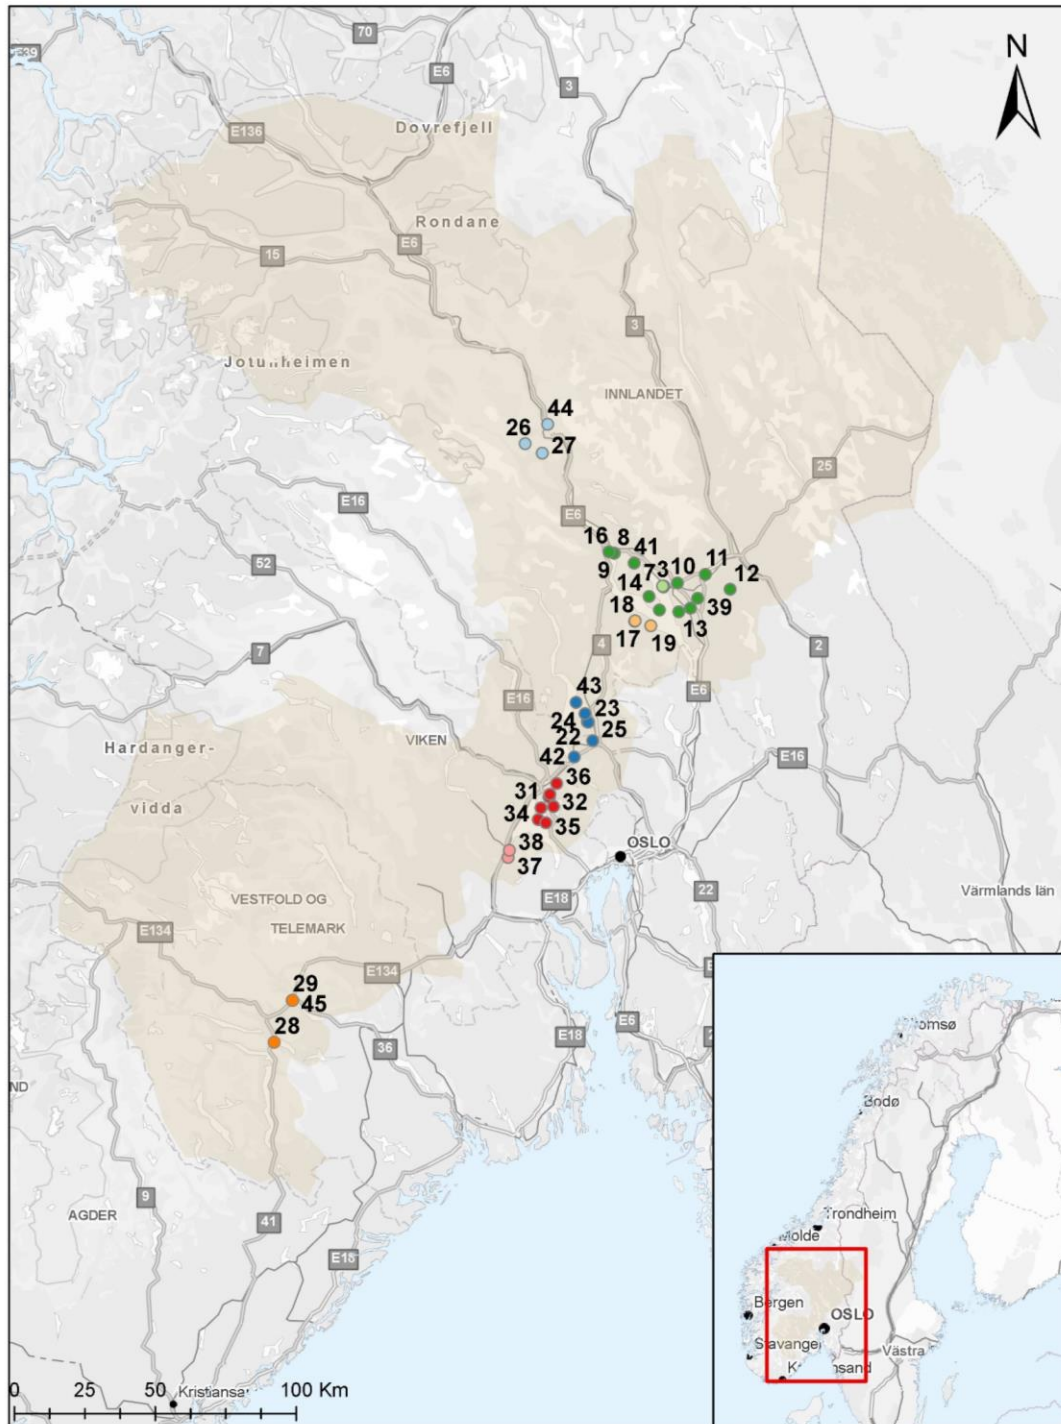 70
E39
E6
3
N
Dovrefjell
E136
Rondane
E6
15
3
Jotunheimen
INNLANDET
44
26
27
25
E16
E6
16
8
41
52
9
7
3
10
11
12
14
18
39
13
17
19
4
7
2
E6
43
E16
23
24
VIKEN
22
25
Hardanger-
42
E16
36
vidda
31
32
34
35
38
OSLO
37
22
Värmlands län
E18
VESTFOLD OG
TELEMARK
E134
E134
29
45
28
E6
E18
36
9
AGDER
41
E18
Bodø
Trondheim
Molde
Bergen
OSLO
Västra
0
50
100 Km